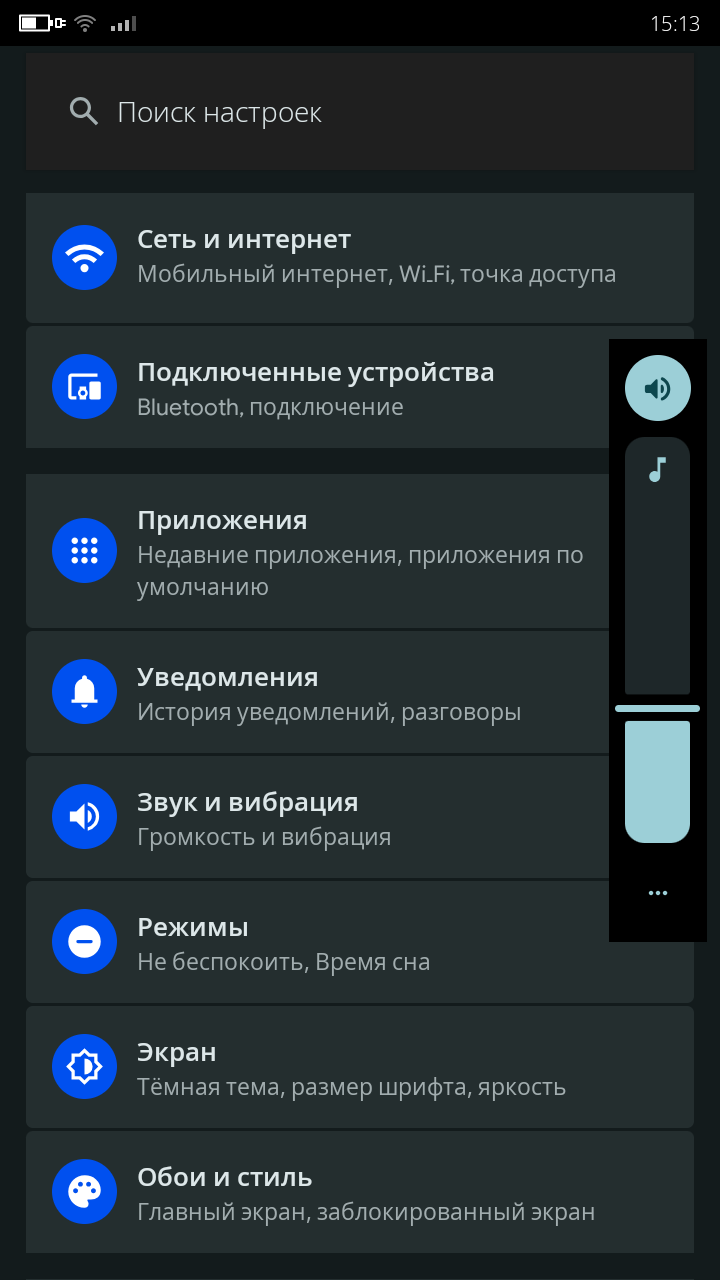 15:13
Поиск настроек
Сеть и интернет
Мобильный интернет, Wi-Fi, точка доступа
Подключенные устройства
Bluetooth, подключение
Приложения
Недавние приложения, приложения по
умолчанию
Уведомления
История уведомлений, разговоры
Звук и вибрация
Громкость и вибрация
Режимы
Не беспокоить, Время сна
Экран
Тёмная тема, размер шрифта, яркость
Обои и стиль
Главный экран, заблокированный экран